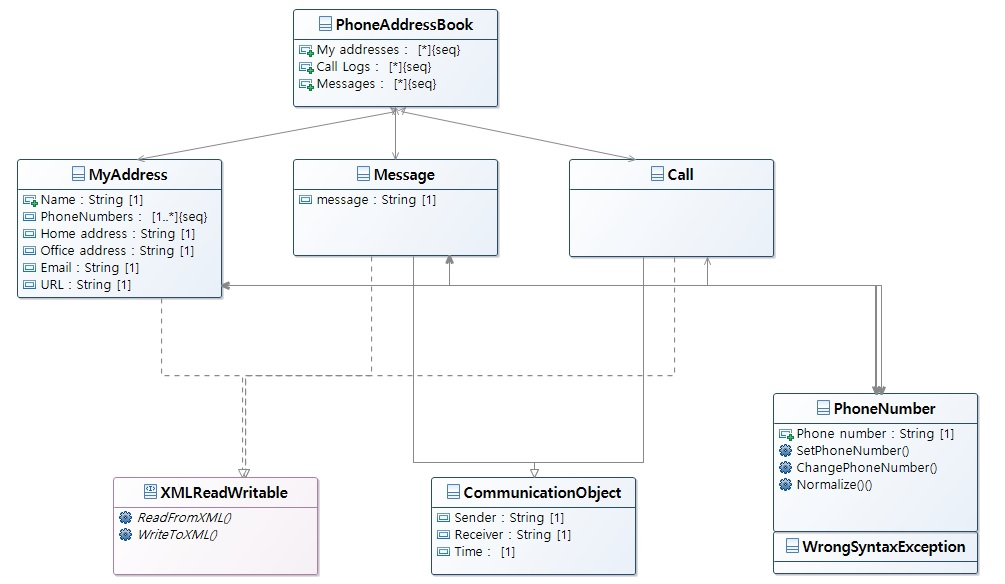 PhoneAddressBook
My addresses : [*]{seq}
Call Logs : [*]{seq}
Messages : [*]{seq}
MyAddress
Name : String [1]
PhoneNumbers : [1..*]{seq}
Home address : String [1]
Office address : String [1]
Email : String [1]
URL : String [1]
Message
message : String [1]
Call
XMLReadWritable
ReadFromXML()
WriteToXML()
CommunicationObject
Sender : String [1]
Receiver : String [1]
Time : [1]
PhoneNumber
Phone number : String [1]
SetPhoneNumber()
ChangePhoneNumber()
Normalize()()
WrongSyntaxException